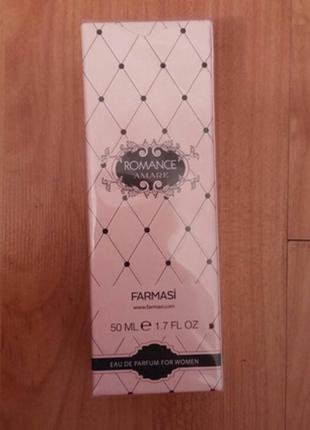 ROMANCE
AMARE
FARMASİ
www.farmasi.com
50 ML ℮ 1.7 FL OZ
EAU DE PARFUM FOR WOMEN